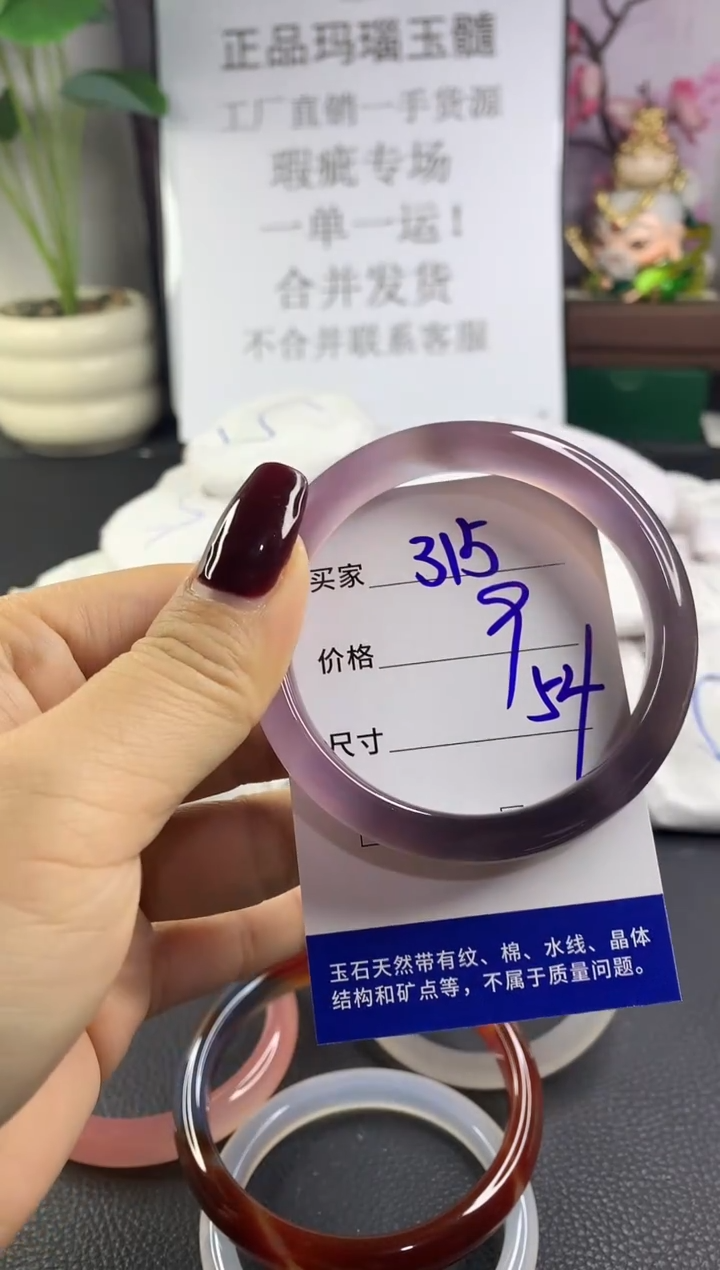 正品玛瑙玉髓
工厂直销一手货源
瑕疵专场
一单一运！
合并发货
不合并联系客服
买家 315
价格 9
尺寸 54
玉石天然带有纹、棉、水线、晶体
结构和矿点等，不属于质量问题。